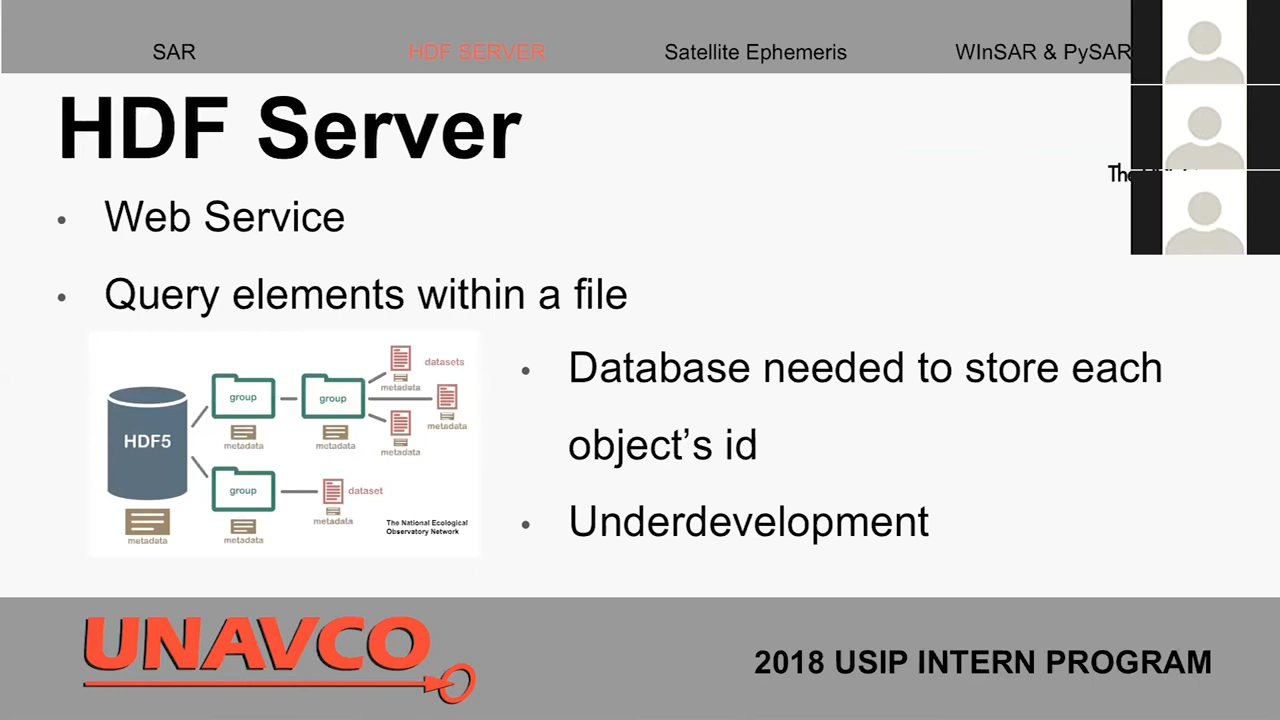 SAR HDF SERVER Satellite Ephemeris WInSAR & PySAR
HDF Server
• Web Service
• Query elements within a file
• Database needed to store each
object's id
• Underdevelopment
HDF5
metadata
group
metadata
group
metadata
datasets
metadata
metadata
metadata
group
metadata
dataset
metadata
The National Ecological
Observatory Network
UNAVCO
2018 USIP INTERN PROGRAM